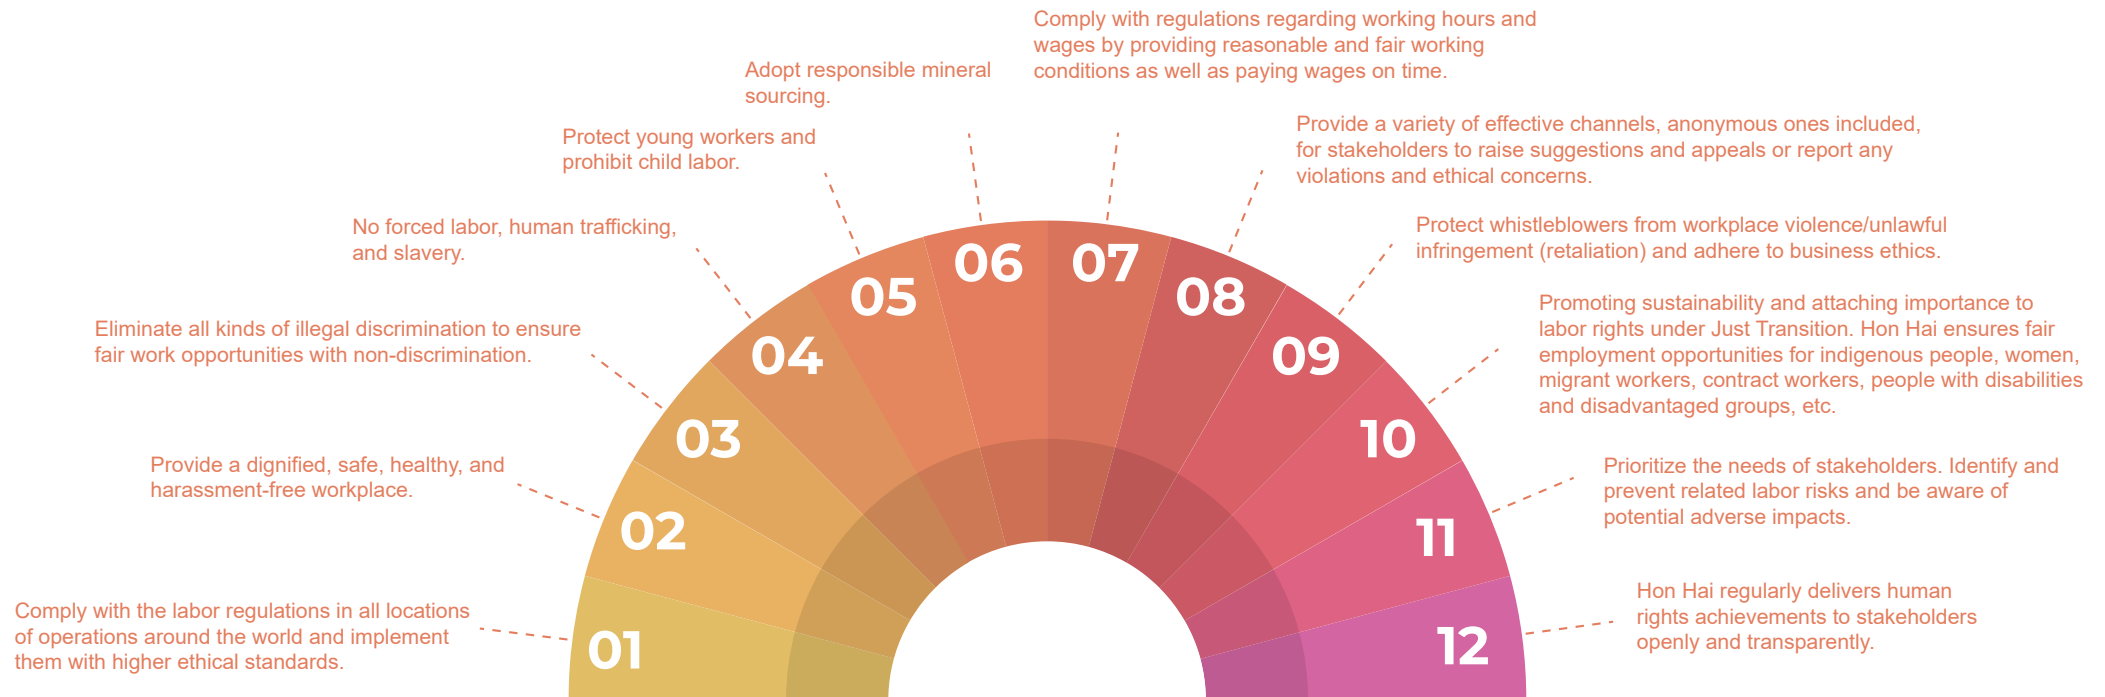 01
Comply with the labor regulations in all locations
of operations around the world and implement
them with higher ethical standards.
02
Provide a dignified, safe, healthy, and
harassment-free workplace.
03
Eliminate all kinds of illegal discrimination to ensure
fair work opportunities with non-discrimination.
04
No forced labor, human trafficking,
and slavery.
05
Protect young workers and
prohibit child labor.
06
Adopt responsible mineral
sourcing.
07
Comply with regulations regarding working hours and
wages by providing reasonable and fair working
conditions as well as paying wages on time.
08
Provide a variety of effective channels, anonymous ones included,
for stakeholders to raise suggestions and appeals or report any
violations and ethical concerns.
09
Protect whistleblowers from workplace violence/unlawful
infringement (retaliation) and adhere to business ethics.
10
Promoting sustainability and attaching importance to
labor rights under Just Transition. Hon Hai ensures fair
employment opportunities for indigenous people, women,
migrant workers, contract workers, people with disabilities
and disadvantaged groups, etc.
11
Prioritize the needs of stakeholders. Identify and
prevent related labor risks and be aware of
potential adverse impacts.
12
Hon Hai regularly delivers human
rights achievements to stakeholders
openly and transparently.